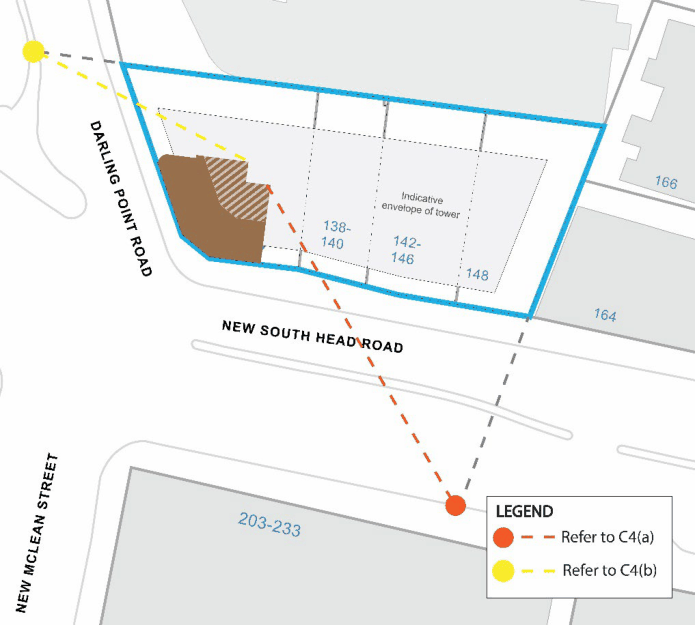 DARLING POINT ROAD
166
Indicative
envelope of tower
138-
140
142-
146
148
164
NEW SOUTH HEAD ROAD
NEW MCLEAN STREET
203-233
LEGEND
Refer to C4(a)
Refer to C4(b)